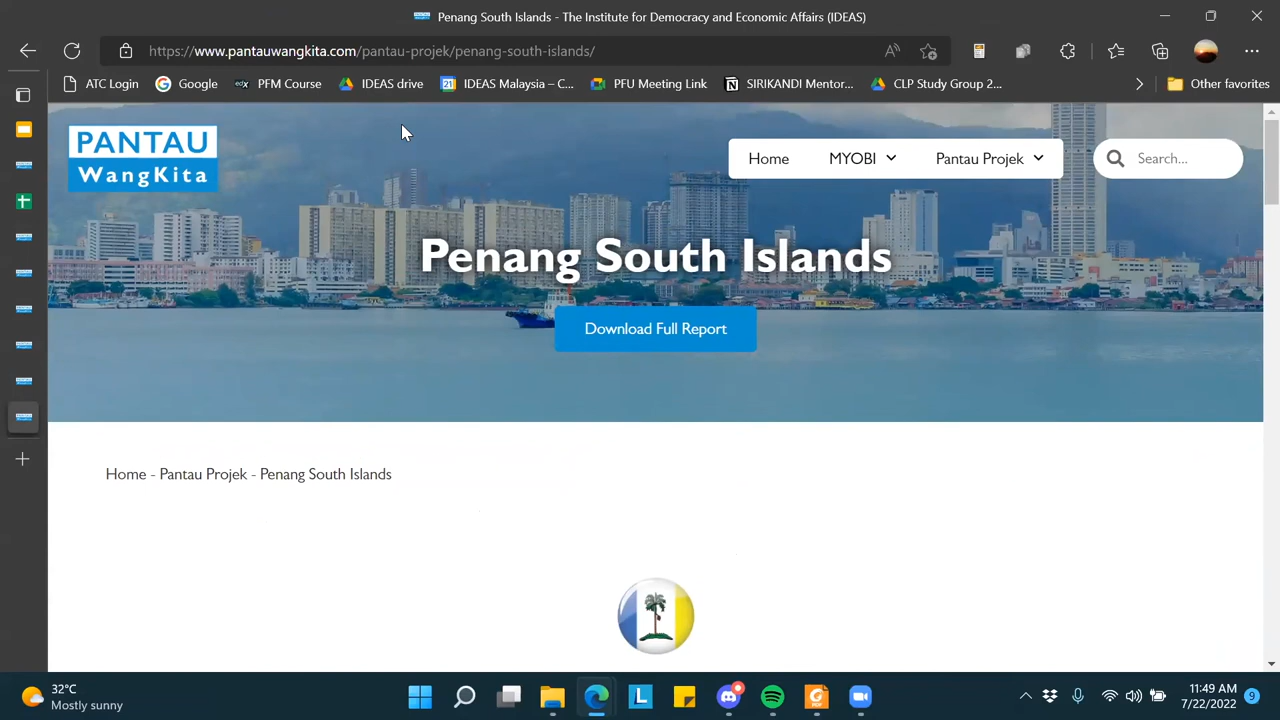 Penang South Islands - The Institute for Democracy and Economic Affairs (IDEAS)
https://www.pantauwangkita.com/pantau-projek/penang-south-islands/
ATC Login
Google
edX PFM Course
IDEAS drive
21 IDEAS Malaysia – C...
PFU Meeting Link
SIRIKANDI Mentor...
CLP Study Group 2...
Other favorites
PANTAU
WangKita
Home
MYOBI
Pantau Projek
Search...
Penang South Islands
Download Full Report
Home - Pantau Projek - Penang South Islands
32°C
Mostly sunny
L
11:49 AM
7/22/2022
9